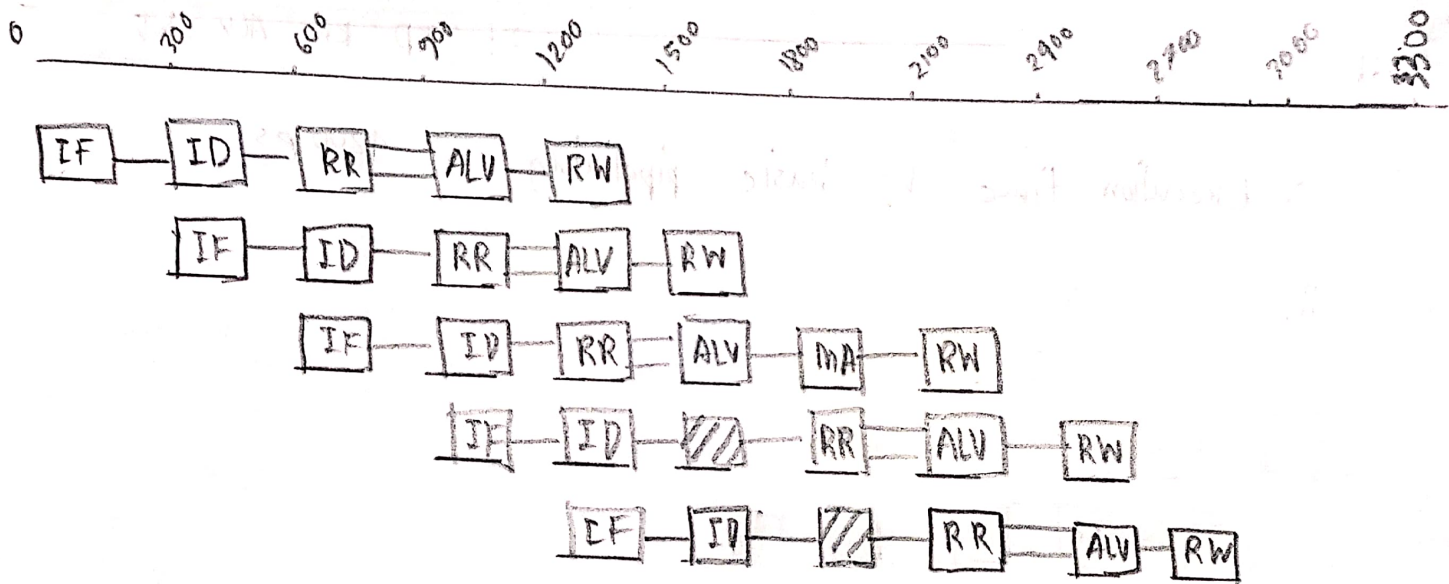 0 300 600 900 1200 1500 1800 2100 2900 2700 3000 3300
IF ID RR ALU RW
IF ID RR ALU RW
IF ID RR ALU MA RW
IF ID RR ALU RW
IF ID RR ALU RW